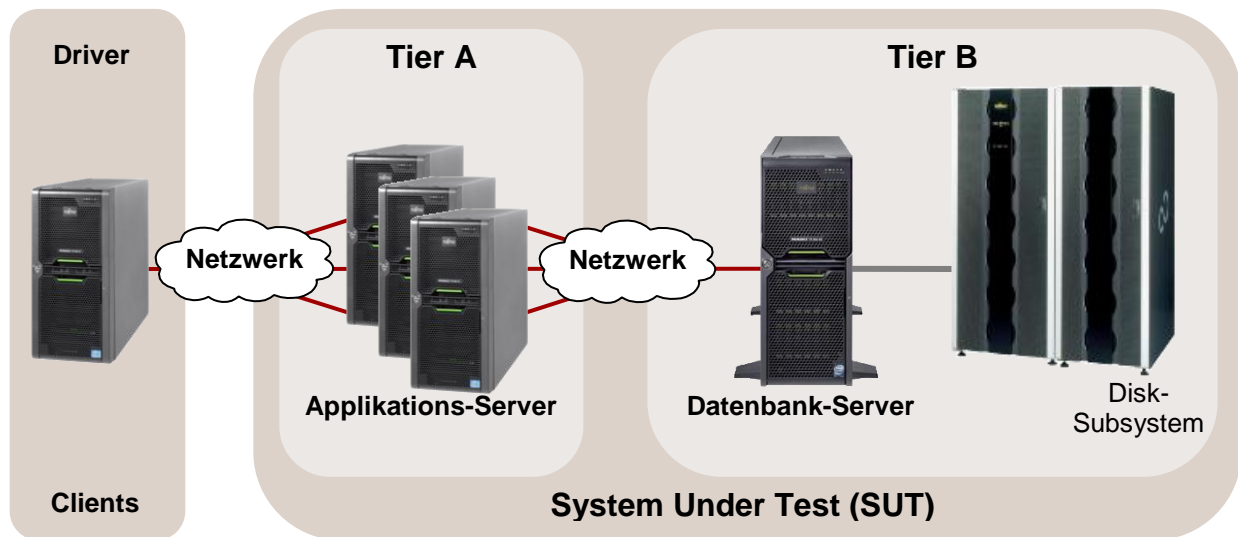 Driver
Tier A
Tier B
Netzwerk
Netzwerk
Applikations-Server
Datenbank-Server
Disk-
Subsystem
Clients
System Under Test (SUT)